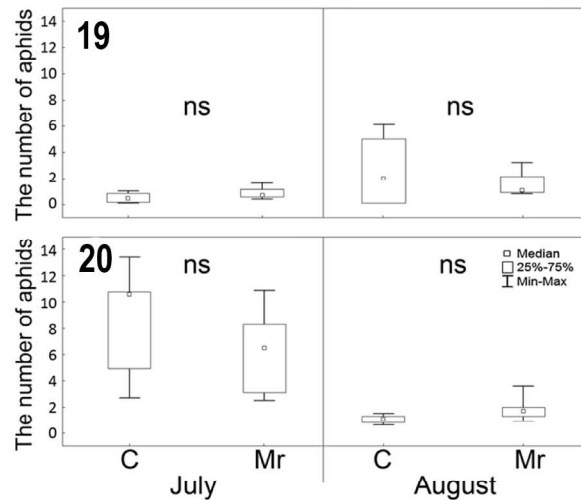 19
The number of aphids
14
12
10
8
6
4
2
0
ns
ns
20
The number of aphids
14
12
10
8
6
4
2
0
ns
ns
Median
25%-75%
Min-Max
C Mr C Mr
July August